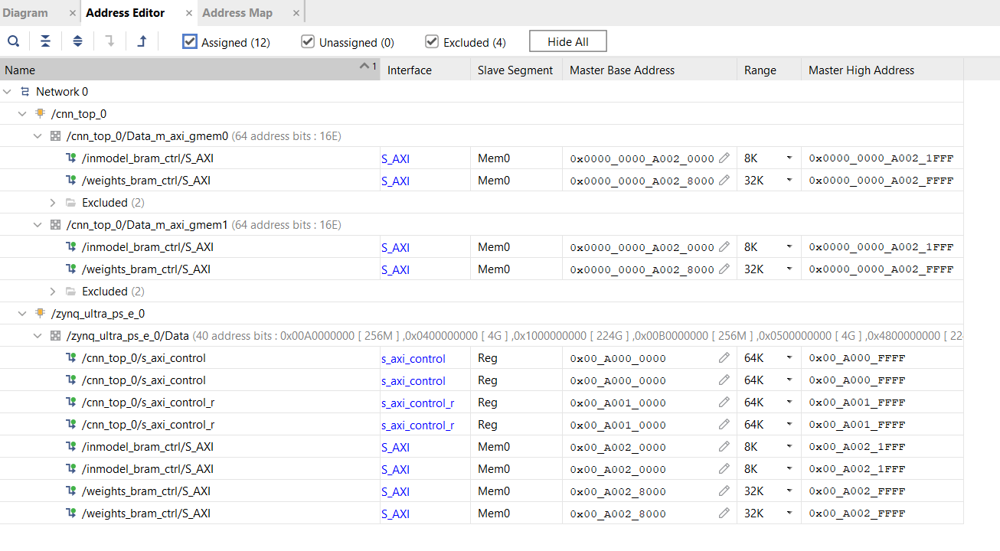 Diagram × Address Editor × Address Map ×
Assigned (12) Unassigned (0) Excluded (4) Hide All
Name 1 Interface Slave Segment Master Base Address Range Master High Address
Network 0
/cnn_top_0
/cnn_top_0/Data_m_axi_gmem0 (64 address bits : 16E)
/inmodel_bram_ctrl/S_AXI S_AXI Mem0 0x0000_0000_A002_0000 8K 0x0000_0000_A002_1FFF
/weights_bram_ctrl/S_AXI S_AXI Mem0 0x0000_0000_A002_8000 32K 0x0000_0000_A002_FFFF
Excluded (2)
/cnn_top_0/Data_m_axi_gmem1 (64 address bits : 16E)
/inmodel_bram_ctrl/S_AXI S_AXI Mem0 0x0000_0000_A002_0000 8K 0x0000_0000_A002_1FFF
/weights_bram_ctrl/S_AXI S_AXI Mem0 0x0000_0000_A002_8000 32K 0x0000_0000_A002_FFFF
Excluded (2)
/zynq_ultra_ps_e_0
/zynq_ultra_ps_e_0/Data (40 address bits : 0x00A0000000 [ 256M ] ,0x0400000000 [ 4G ] ,0x1000000000 [ 224G ] ,0x00B0000000 [ 256M ] ,0x0500000000 [ 4G ] ,0x4800000000 [ 22
/cnn_top_0/s_axi_control s_axi_control Reg 0x00_A000_0000 64K 0x00_A000_FFFF
/cnn_top_0/s_axi_control s_axi_control Reg 0x00_A000_0000 64K 0x00_A000_FFFF
/cnn_top_0/s_axi_control_r s_axi_control_r Reg 0x00_A001_0000 64K 0x00_A001_FFFF
/cnn_top_0/s_axi_control_r s_axi_control_r Reg 0x00_A001_0000 64K 0x00_A001_FFFF
/inmodel_bram_ctrl/S_AXI S_AXI Mem0 0x00_A002_0000 8K 0x00_A002_1FFF
/inmodel_bram_ctrl/S_AXI S_AXI Mem0 0x00_A002_0000 8K 0x00_A002_1FFF
/weights_bram_ctrl/S_AXI S_AXI Mem0 0x00_A002_8000 32K 0x00_A002_FFFF
/weights_bram_ctrl/S_AXI S_AXI Mem0 0x00_A002_8000 32K 0x00_A002_FFFF